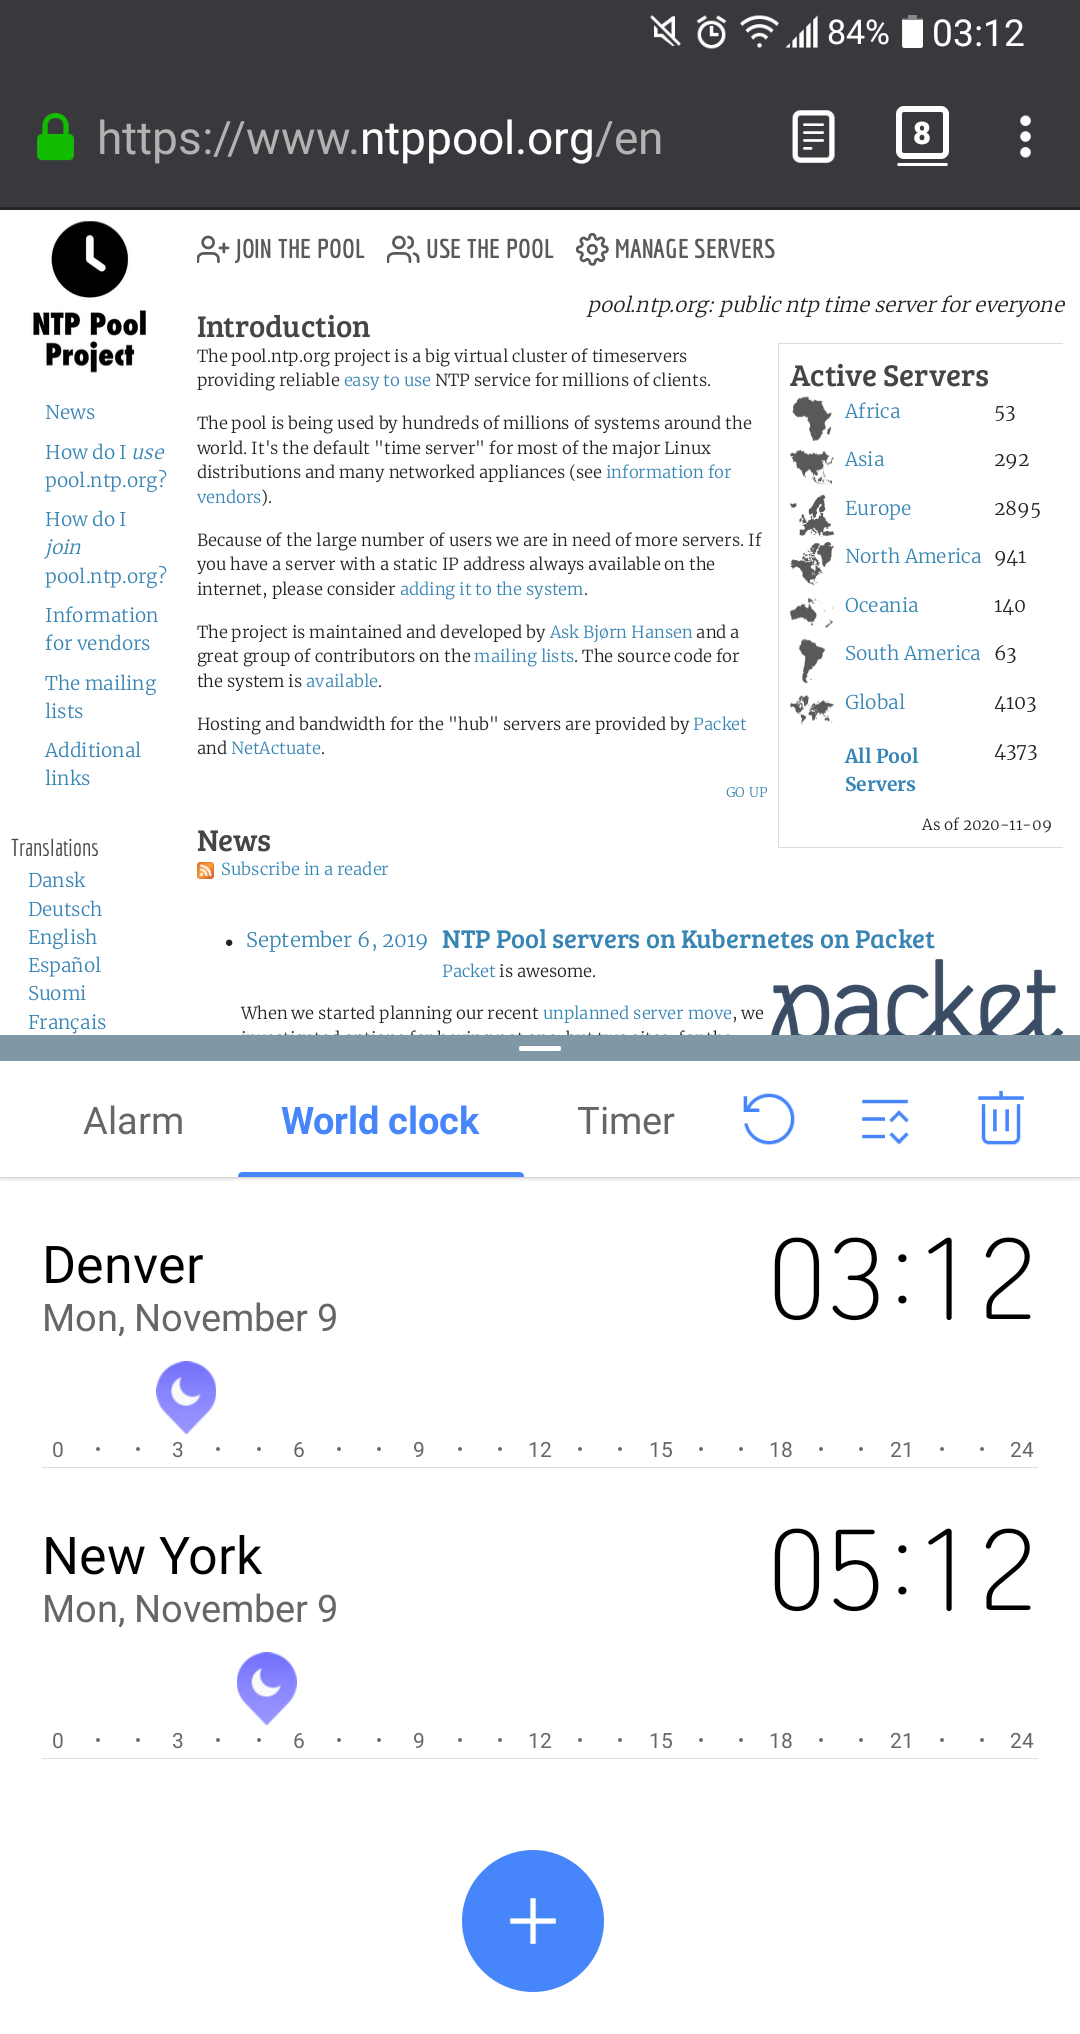 84% 03:12
https://www.ntppool.org/en 8
NTP Pool
Project
News
How do I use
pool.ntp.org?
How do I
join
pool.ntp.org?
Information
for vendors
The mailing
lists
Additional
links
Translations
Dansk
Deutsch
English
Español
Suomi
Français
JOIN THE POOL USE THE POOL MANAGE SERVERS
pool.ntp.org: public ntp time server for everyone
Introduction
The pool.ntp.org project is a big virtual cluster of timeservers
providing reliable easy to use NTP service for millions of clients.
The pool is being used by hundreds of millions of systems around the
world. It's the default "time server" for most of the major Linux
distributions and many networked appliances (see information for
vendors).
Because of the large number of users we are in need of more servers. If
you have a server with a static IP address always available on the
internet, please consider adding it to the system.
The project is maintained and developed by Ask Bjørn Hansen and a
great group of contributors on the mailing lists. The source code for
the system is available.
Hosting and bandwidth for the "hub" servers are provided by Packet
and NetActuate.
GO UP
Active Servers
Africa 53
Asia 292
Europe 2895
North America 941
Oceania 140
South America 63
Global 4103
All Pool 4373
Servers
As of 2020-11-09
News
Subscribe in a reader
• September 6, 2019 NTP Pool servers on Kubernetes on Packet
Packet is awesome.
packet
When we started planning our recent unplanned server move, we
Alarm World clock Timer
Denver 03:12
Mon, November 9
0 · · 3 · · 6 · · 9 · · 12 · · 15 · · 18 · · 21 · · 24
New York 05:12
Mon, November 9
0 · · 3 · · 6 · · 9 · · 12 · · 15 · · 18 · · 21 · · 24